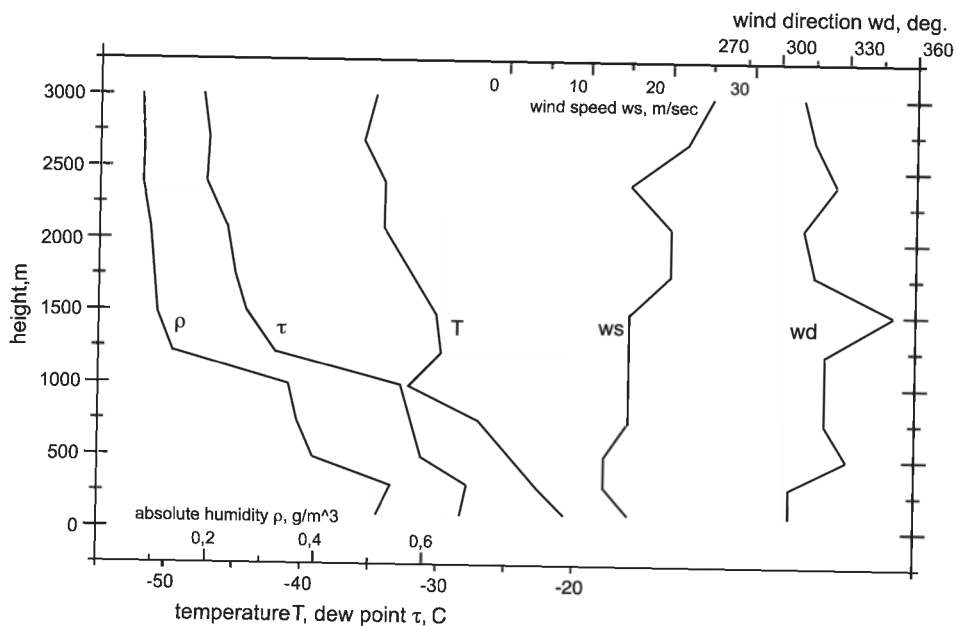 wind direction wd, deg.
270 300 330 360
0 10 20 30
wind speed ws, m/sec
3000
2500
2000
1500
1000
500
0
height,m
ρ τ T ws wd
absolute humidity ρ, g/m^3
0,2 0,4 0,6
-50 -40 -30 -20
temperatureT, dew point τ, C